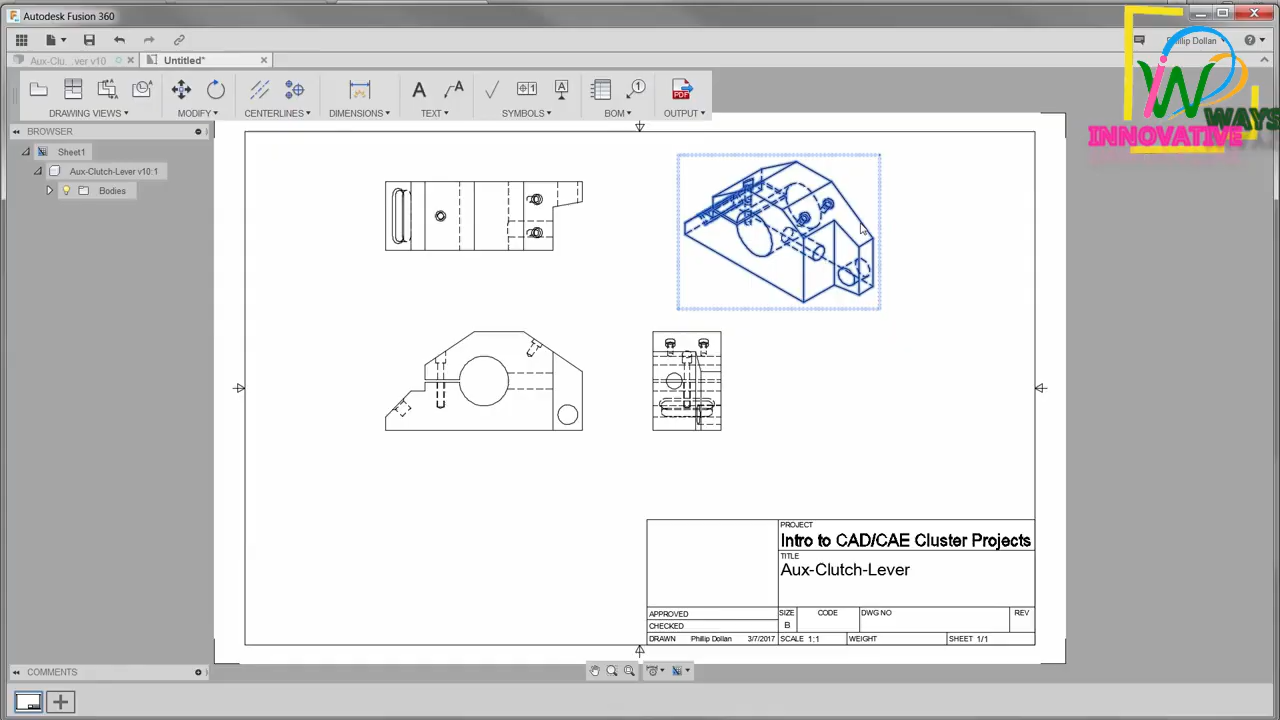 Autodesk Fusion 360
Phillip Dollan
Aux-Clu...ver v10
Untitled*
DRAWING VIEWS
MODIFY
CENTERLINES
DIMENSIONS
TEXT
SYMBOLS
BOM
OUTPUT
iW
WAYS
INNOVATIVE
BROWSER
Sheet1
Aux-Clutch-Lever v10:1
Bodies
PROJECT
Intro to CAD/CAE Cluster Projects
TITLE
Aux-Clutch-Lever
APPROVED
CHECKED
DRAWN Phillip Dollan 3/7/2017
SIZE
B
CODE
DWG NO
REV
SCALE 1:1
WEIGHT
SHEET 1/1
COMMENTS